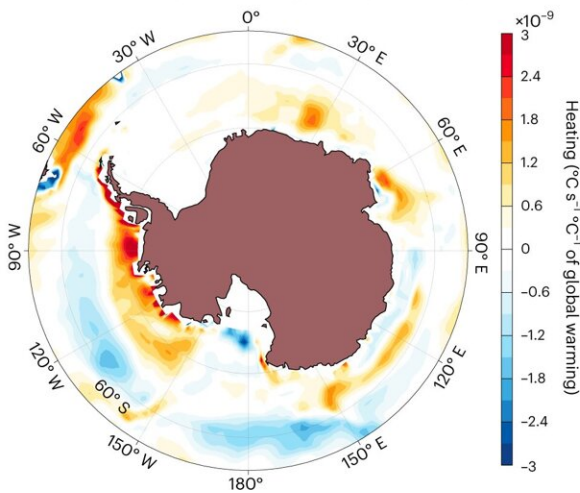 0°
30° W
30° E
60° W
60° E
90° W
90° E
120° W
120° E
60° S
150° W
150° E
180°
×10⁻⁹
3
2.4
1.8
1.2
0.6
0
−0.6
−1.2
−1.8
−2.4
−3
Heating (°C s⁻¹ °C⁻¹ of global warming)